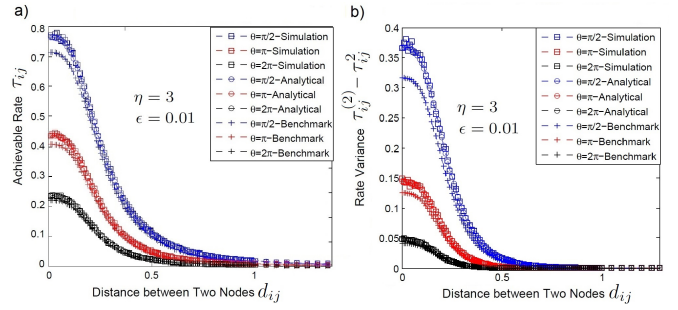 a)
Achievable Rate τ_ij
0.8
0.7
0.6
0.5
0.4
0.3
0.2
0.1
0
0
0.5
1
Distance between Two Nodes d_ij
η = 3
ϵ = 0.01
θ=π/2−Simulation
θ=π−Simulation
θ=2π−Simulation
θ=π/2−Analytical
θ=π−Analytical
θ=2π−Analytical
θ=π/2−Benchmark
θ=π−Benchmark
θ=2π−Benchmark
b)
Rate Variance τ_ij^(2) − τ_ij^2
0.4
0.35
0.3
0.25
0.2
0.15
0.1
0.05
0
0
0.5
1
Distance between Two Nodes d_ij
η = 3
ϵ = 0.01
θ=π/2−Simulation
θ=π−Simulation
θ=2π−Simulation
θ=π/2−Analytical
θ=π−Analytical
θ=2π−Analytical
θ=π/2−Benchmark
θ=π−Benchmark
θ=2π−Benchmark